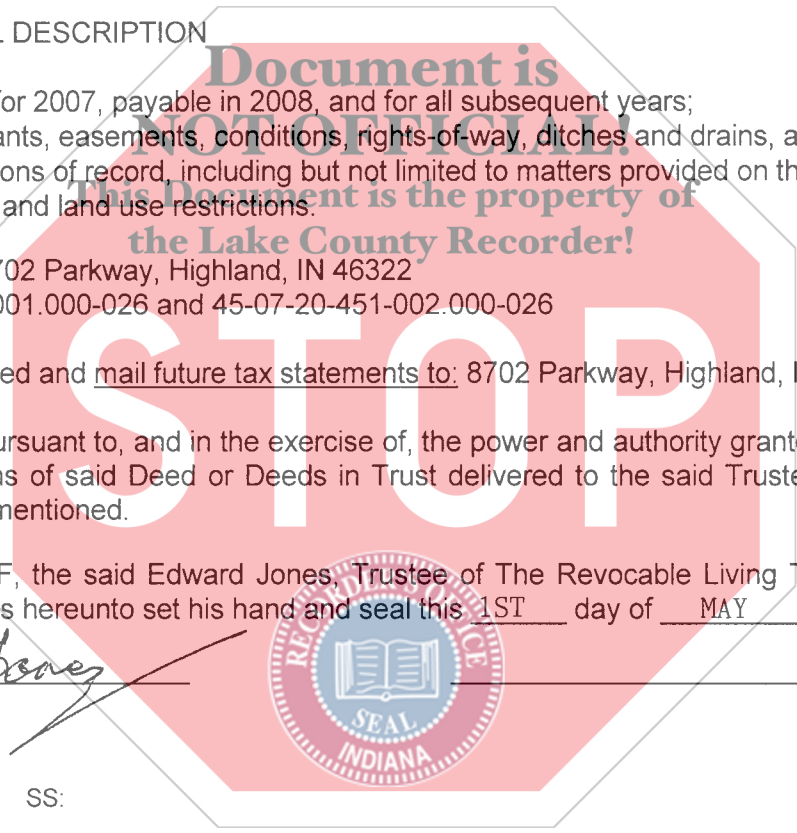 L DESCRIPTION
Document is
for 2007, payable in 2008, and for all subsequent years;
ants, easements, conditions, rights-of-way, ditches and drains, a
NOT OFFICIAL!
ons of record, including but not limited to matters provided on th
This Document is the property of
and land use restrictions.
the Lake County Recorder!
702 Parkway, Highland, IN 46322
001.000-026 and 45-07-20-451-002.000-026
STOP
ed and mail future tax statements to: 8702 Parkway, Highland, I
ursuant to, and in the exercise of, the power and authority grant
ns of said Deed or Deeds in Trust delivered to the said Truste
mentioned.
F, the said Edward Jones, Trustee of The Revocable Living T
s hereunto set his hand and seal this 1ST day of MAY
RECORDER'S OFFICE
SEAL
INDIANA
Jones
SS: